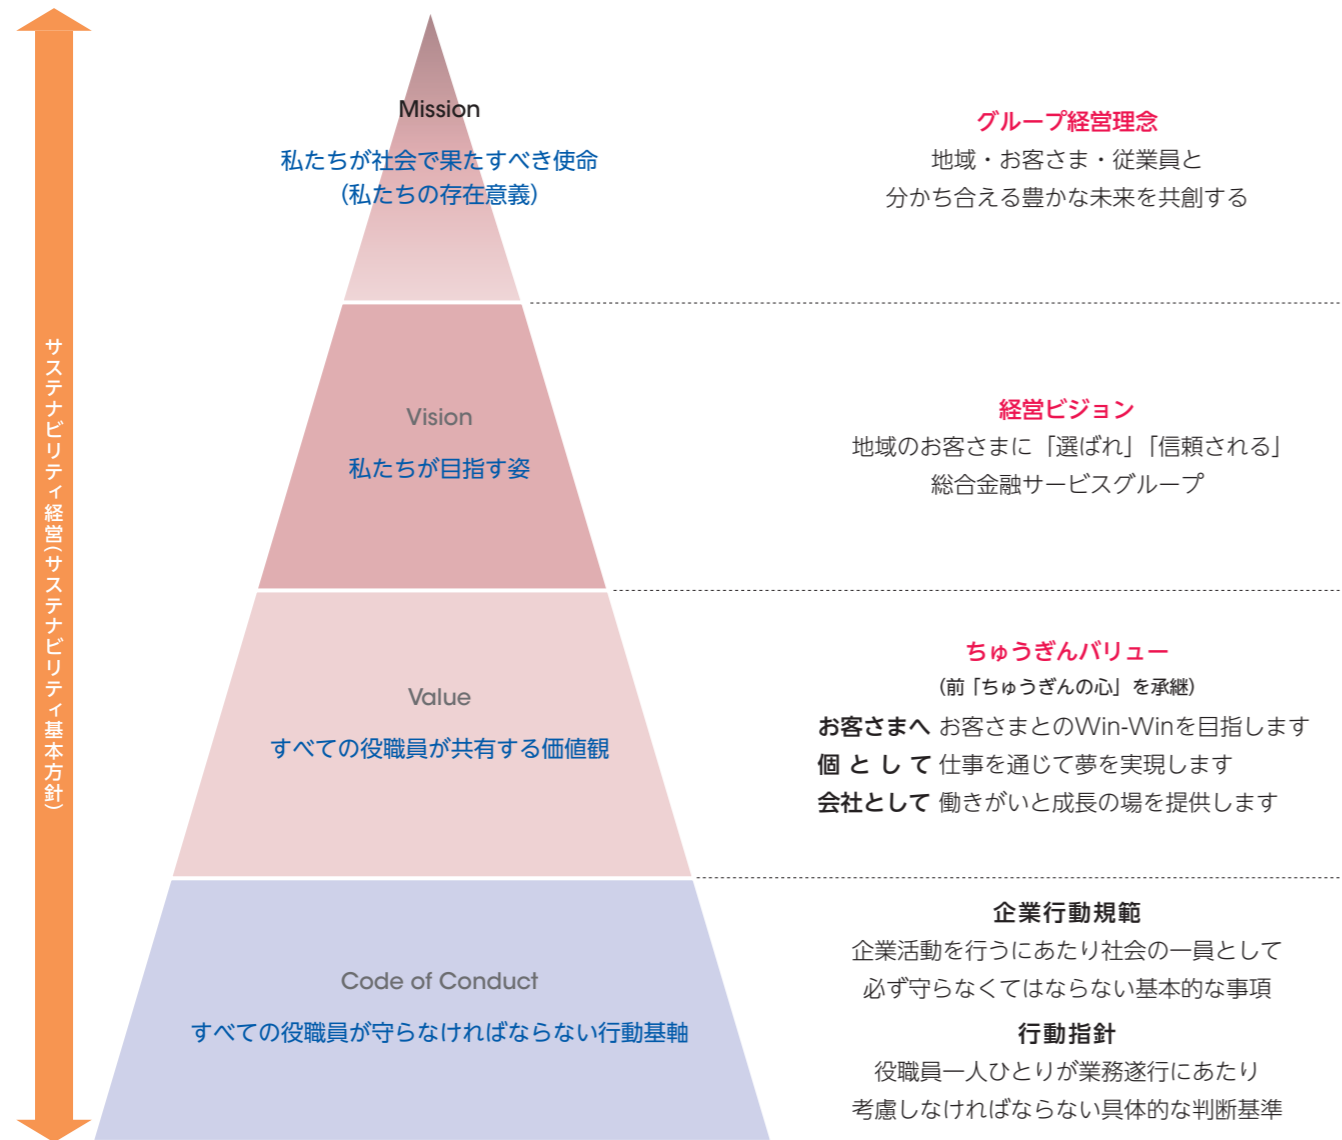 サステナビリティ経営(サステナビリティ基本方針)
Mission
私たちが社会で果たすべき使命
(私たちの存在意義)
グループ経営理念
地域・お客さま・従業員と
分かち合える豊かな未来を共創する
Vision
私たちが目指す姿
経営ビジョン
地域のお客さまに「選ばれ」「信頼される」
総合金融サービスグループ
Value
すべての役職員が共有する価値観
ちゅうぎんバリュー
(前「ちゅうぎんの心」を承継)
お客さまへ お客さまとのWin-Winを目指します
個として 仕事を通じて夢を実現します
会社として 働きがいと成長の場を提供します
Code of Conduct
すべての役職員が守らなければならない行動基軸
企業行動規範
企業活動を行うにあたり社会の一員として
必ず守らなくてはならない基本的な事項
行動指針
役職員一人ひとりが業務遂行にあたり
考慮しなければならない具体的な判断基準